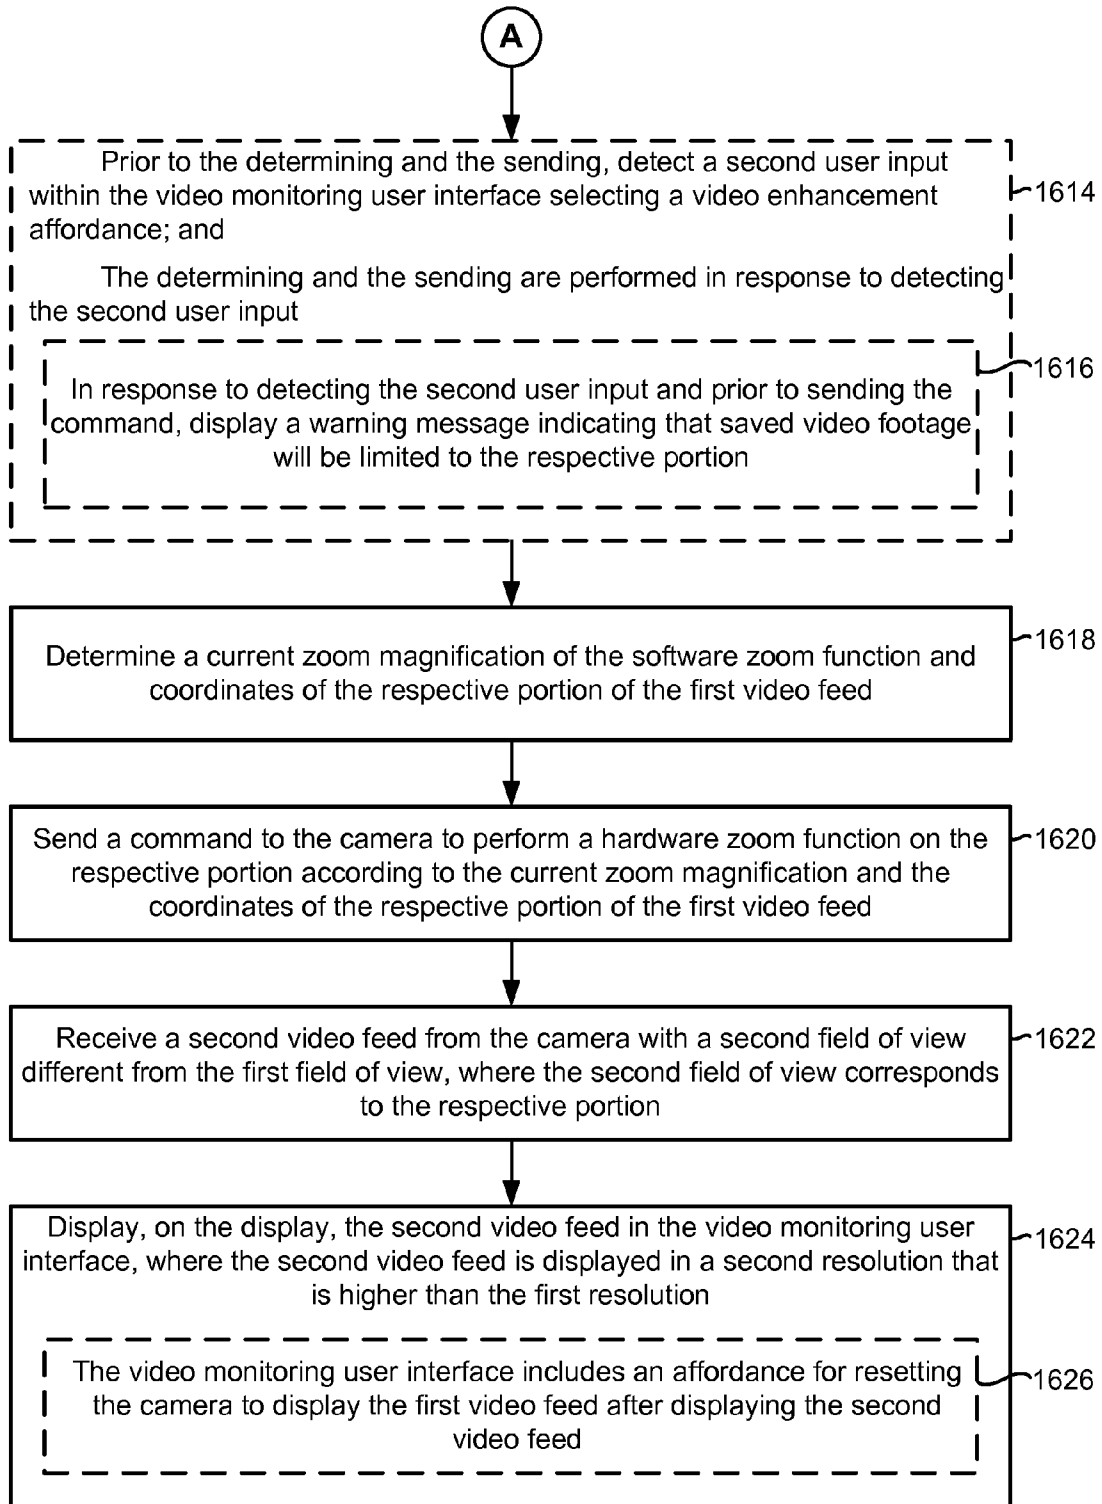 A
Prior to the determining and the sending, detect a second user input
within the video monitoring user interface selecting a video enhancement
affordance; and
1614
The determining and the sending are performed in response to detecting
the second user input
In response to detecting the second user input and prior to sending the
command, display a warning message indicating that saved video footage
will be limited to the respective portion
1616
Determine a current zoom magnification of the software zoom function and
coordinates of the respective portion of the first video feed
1618
Send a command to the camera to perform a hardware zoom function on the
respective portion according to the current zoom magnification and the
coordinates of the respective portion of the first video feed
1620
Receive a second video feed from the camera with a second field of view
different from the first field of view, where the second field of view corresponds
to the respective portion
1622
Display, on the display, the second video feed in the video monitoring user
interface, where the second video feed is displayed in a second resolution that
is higher than the first resolution
1624
The video monitoring user interface includes an affordance for resetting
the camera to display the first video feed after displaying the second
video feed
1626